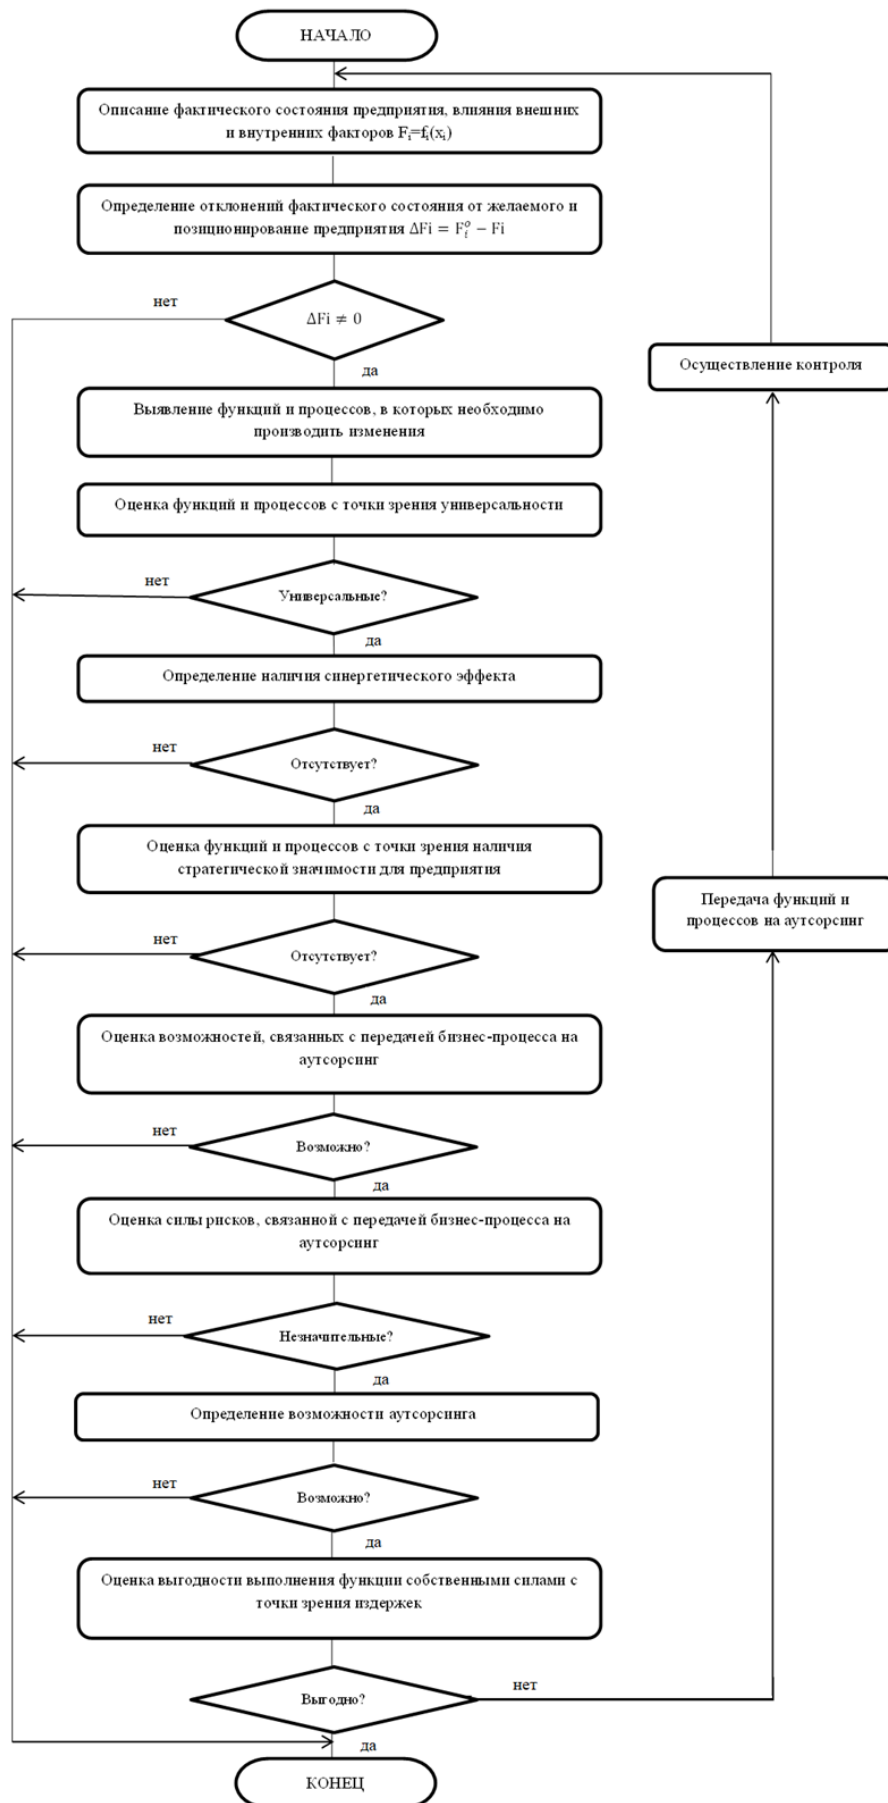 НАЧАЛО
Описание фактического состояния предприятия, влияния внешних
и внутренних факторов Fᵢ=fᵢ(xᵢ)
Определение отклонений фактического состояния от желаемого и
позиционирование предприятия ΔFi = Fᵢᵒ − Fi
нет
ΔFi ≠ 0
да
Осуществление контроля
Выявление функций и процессов, в которых необходимо
производить изменения
Оценка функций и процессов с точки зрения универсальности
нет
Универсальные?
да
Определение наличия синергетического эффекта
нет
Отсутствует?
да
Оценка функций и процессов с точки зрения наличия
стратегической значимости для предприятия
Передача функций и
процессов на аутсорсинг
нет
Отсутствует?
да
Оценка возможностей, связанных с передачей бизнес-процесса на
аутсорсинг
нет
Возможно?
да
Оценка силы рисков, связанной с передачей бизнес-процесса на
аутсорсинг
нет
Незначительные?
да
Определение возможности аутсорсинга
нет
Возможно?
да
Оценка выгодности выполнения функции собственными силами с
точки зрения издержек
Выгодно?
нет
да
КОНЕЦ